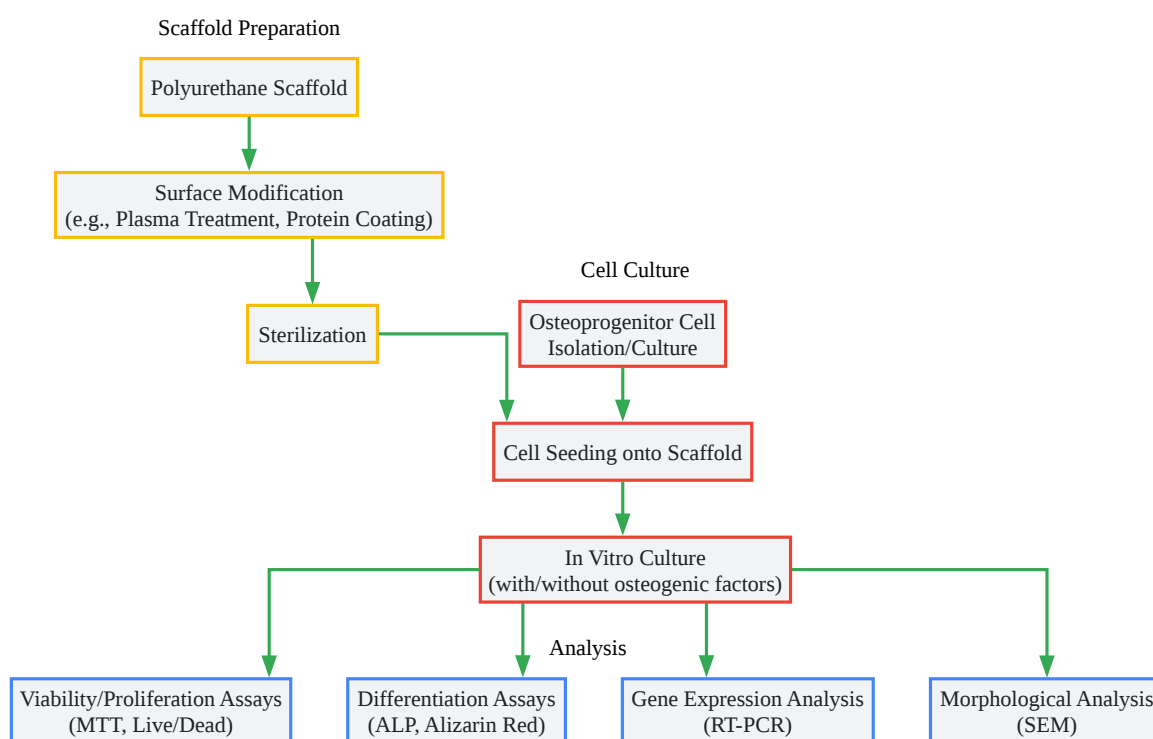 Scaffold Preparation
Polyurethane Scaffold
Surface Modification
(e.g., Plasma Treatment, Protein Coating)
Cell Culture
Sterilization
Osteoprogenitor Cell
Isolation/Culture
Cell Seeding onto Scaffold
In Vitro Culture
(with/without osteogenic factors)
Analysis
Viability/Proliferation Assays
(MTT, Live/Dead)
Differentiation Assays
(ALP, Alizarin Red)
Gene Expression Analysis
(RT-PCR)
Morphological Analysis
(SEM)